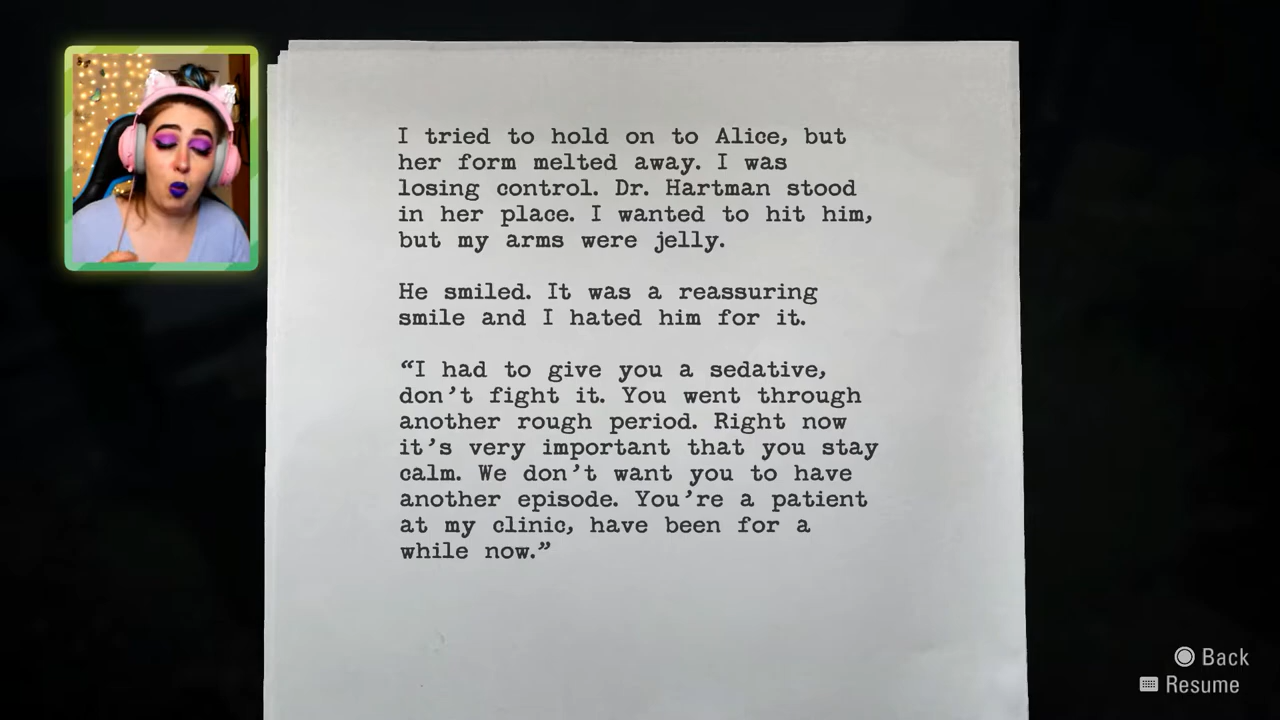 I tried to hold on to Alice, but
her form melted away. I was
losing control. Dr. Hartman stood
in her place. I wanted to hit him,
but my arms were jelly.
He smiled. It was a reassuring
smile and I hated him for it.
“I had to give you a sedative,
don’t fight it. You went through
another rough period. Right now
it’s very important that you stay
calm. We don’t want you to have
another episode. You’re a patient
at my clinic, have been for a
while now.”
Back
Resume